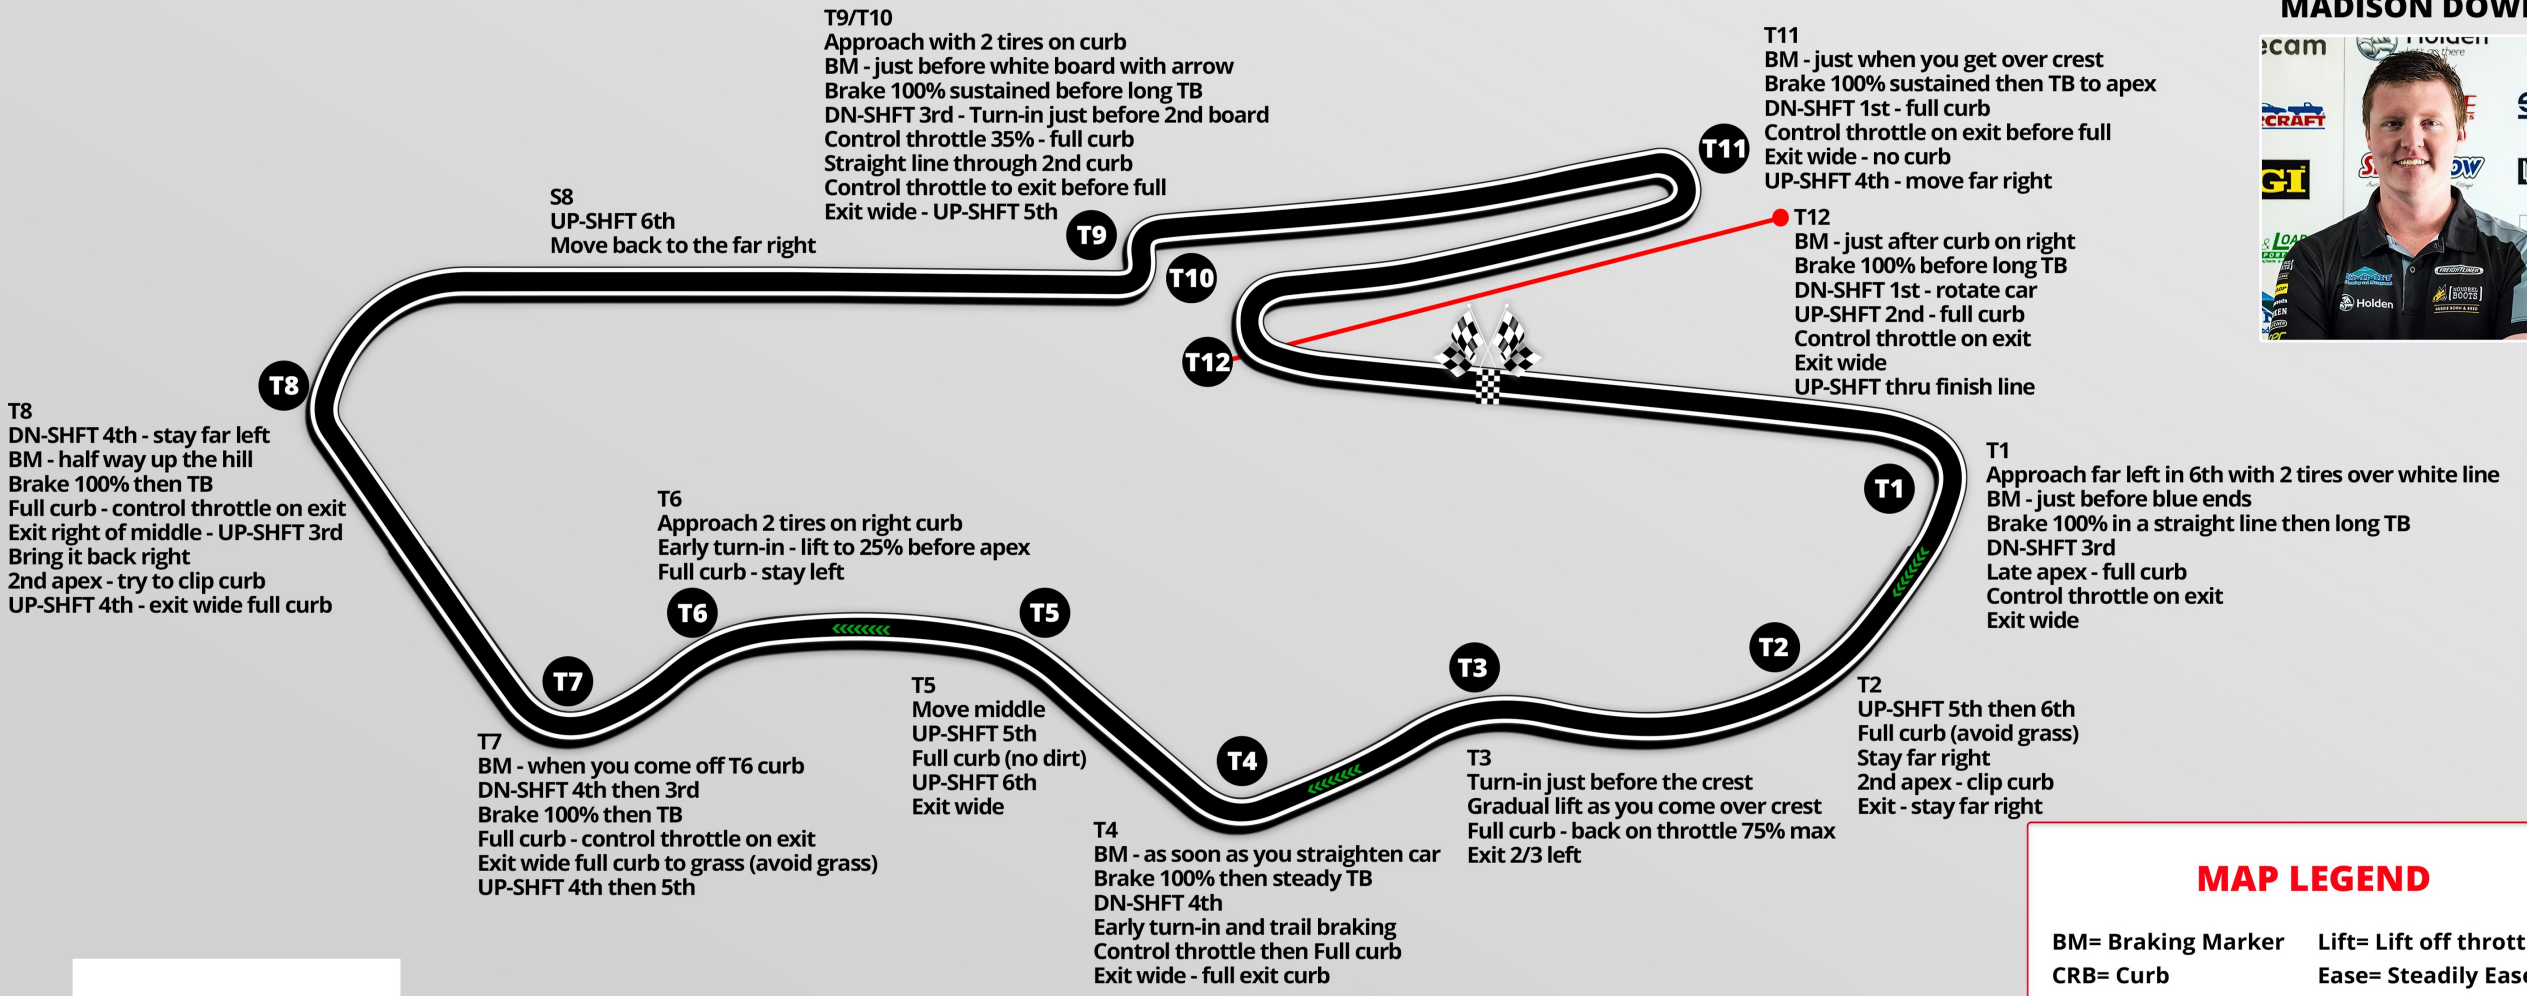 MADISON DOW
T9/T10
Approach with 2 tires on curb
BM - just before white board with arrow
Brake 100% sustained before long TB
DN-SHFT 3rd - Turn-in just before 2nd board
Control throttle 35% - full curb
Straight line through 2nd curb
Control throttle to exit before full
Exit wide - UP-SHFT 5th
T11
BM - just when you get over crest
Brake 100% sustained then TB to apex
DN-SHFT 1st - full curb
Control throttle on exit before full
Exit wide - no curb
UP-SHFT 4th - move far right
T12
BM - just after curb on right
Brake 100% before long TB
DN-SHFT 1st - rotate car
UP-SHFT 2nd - full curb
Control throttle on exit
Exit wide
UP-SHFT thru finish line
S8
UP-SHFT 6th
Move back to the far right
T9
T10
T11
T12
T8
T8
DN-SHFT 4th - stay far left
BM - half way up the hill
Brake 100% then TB
Full curb - control throttle on exit
Exit right of middle - UP-SHFT 3rd
Bring it back right
2nd apex - try to clip curb
UP-SHFT 4th - exit wide full curb
T6
Approach 2 tires on right curb
Early turn-in - lift to 25% before apex
Full curb - stay left
T1
T1
Approach far left in 6th with 2 tires over white line
BM - just before blue ends
Brake 100% in a straight line then long TB
DN-SHFT 3rd
Late apex - full curb
Control throttle on exit
Exit wide
T6
T5
T7
T3
T2
T5
Move middle
UP-SHFT 5th
Full curb (no dirt)
UP-SHFT 6th
Exit wide
T2
UP-SHFT 5th then 6th
Full curb (avoid grass)
Stay far right
2nd apex - clip curb
Exit - stay far right
T7
BM - when you come off T6 curb
DN-SHFT 4th then 3rd
Brake 100% then TB
Full curb - control throttle on exit
Exit wide full curb to grass (avoid grass)
UP-SHFT 4th then 5th
T4
T3
Turn-in just before the crest
Gradual lift as you come over crest
Full curb - back on throttle 75% max
Exit 2/3 left
T4
BM - as soon as you straighten car
Brake 100% then steady TB
DN-SHFT 4th
Early turn-in and trail braking
Control throttle then Full curb
Exit wide - full exit curb
MAP LEGEND
BM= Braking Marker
Lift= Lift off thrott
CRB= Curb
Ease= Steadily Ease
ecam
Holden
RCRAFT
GI
OW
& LOAD
Holden
FREIGHTLINER
BOOTS